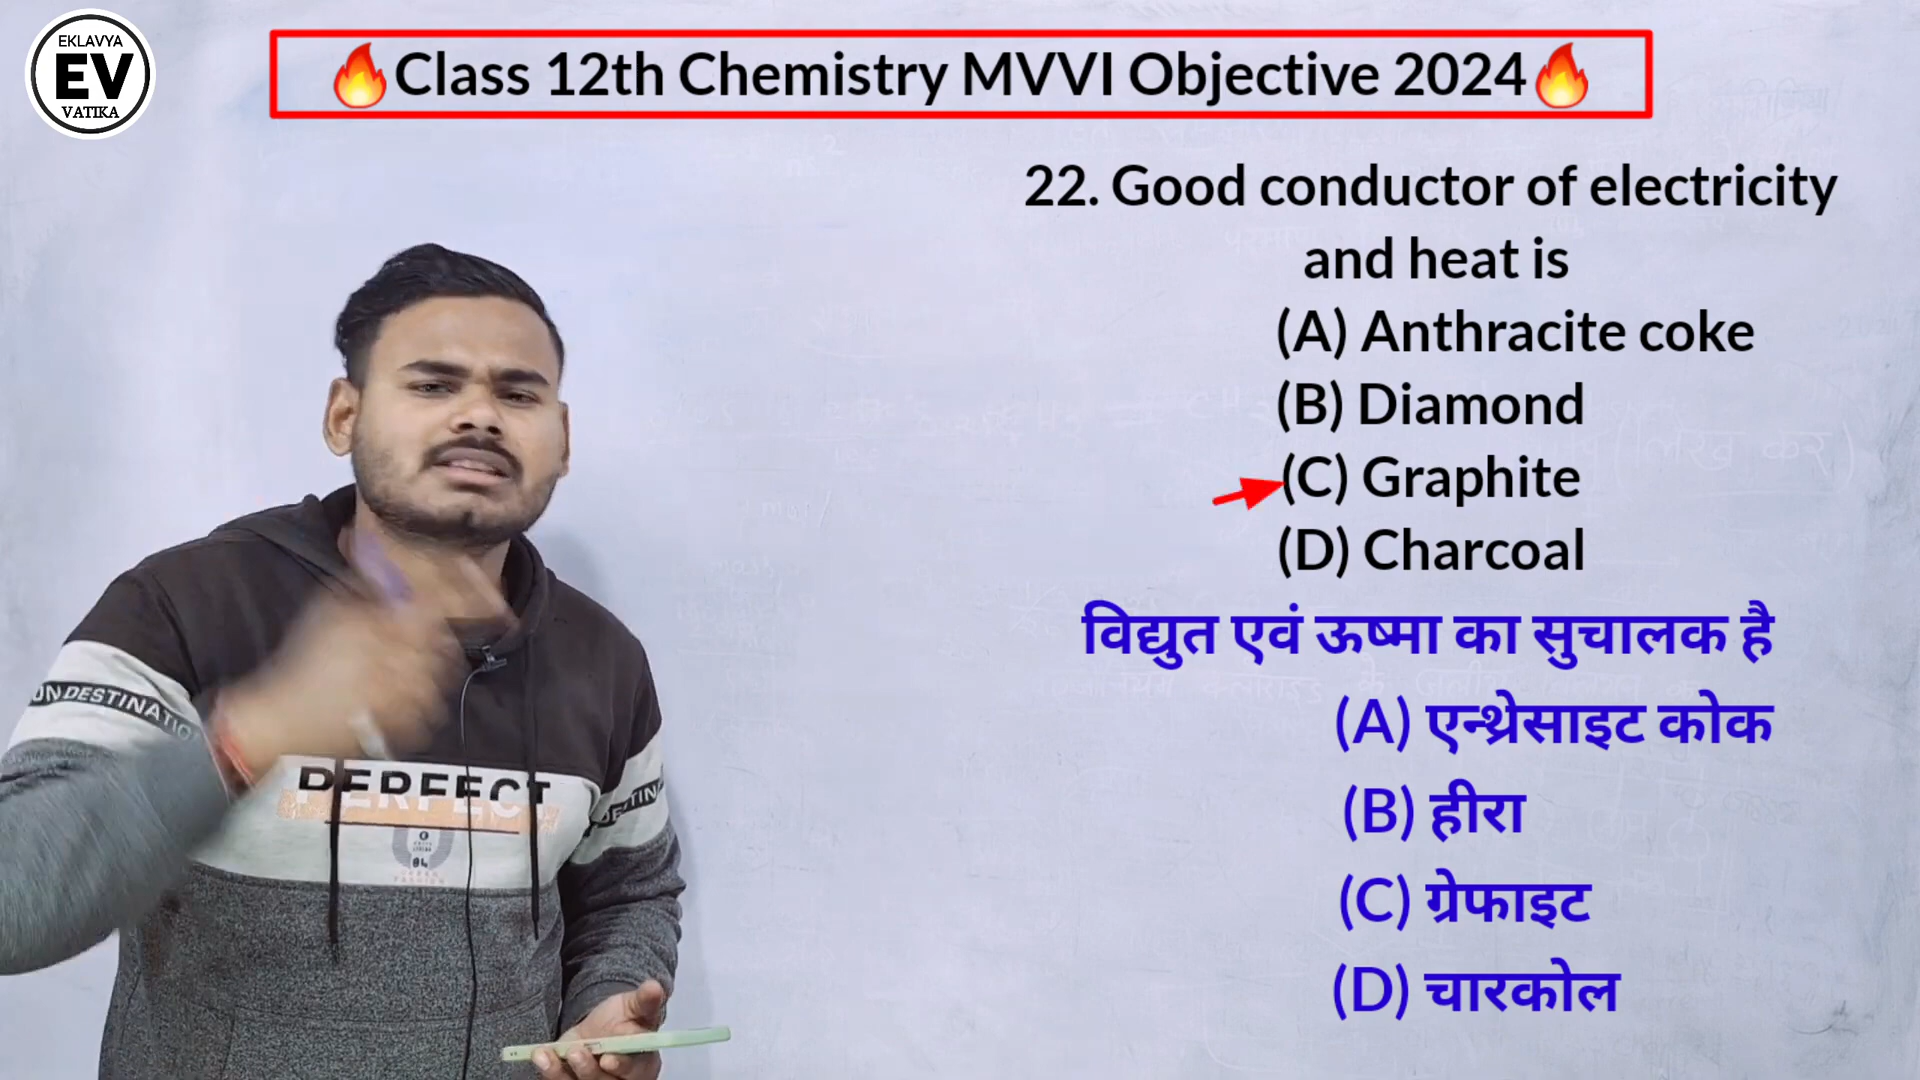 EKLAVYA
EV
VATIKA
🔥Class 12th Chemistry MVVI Objective 2024🔥
22. Good conductor of electricity
and heat is
(A) Anthracite coke
(B) Diamond
(C) Graphite
(D) Charcoal
विद्युत एवं ऊष्मा का सुचालक है
(A) एन्थ्रेसाइट कोक
(B) हीरा
(C) ग्रेफाइट
(D) चारकोल
DESTINATIO
PERFECT